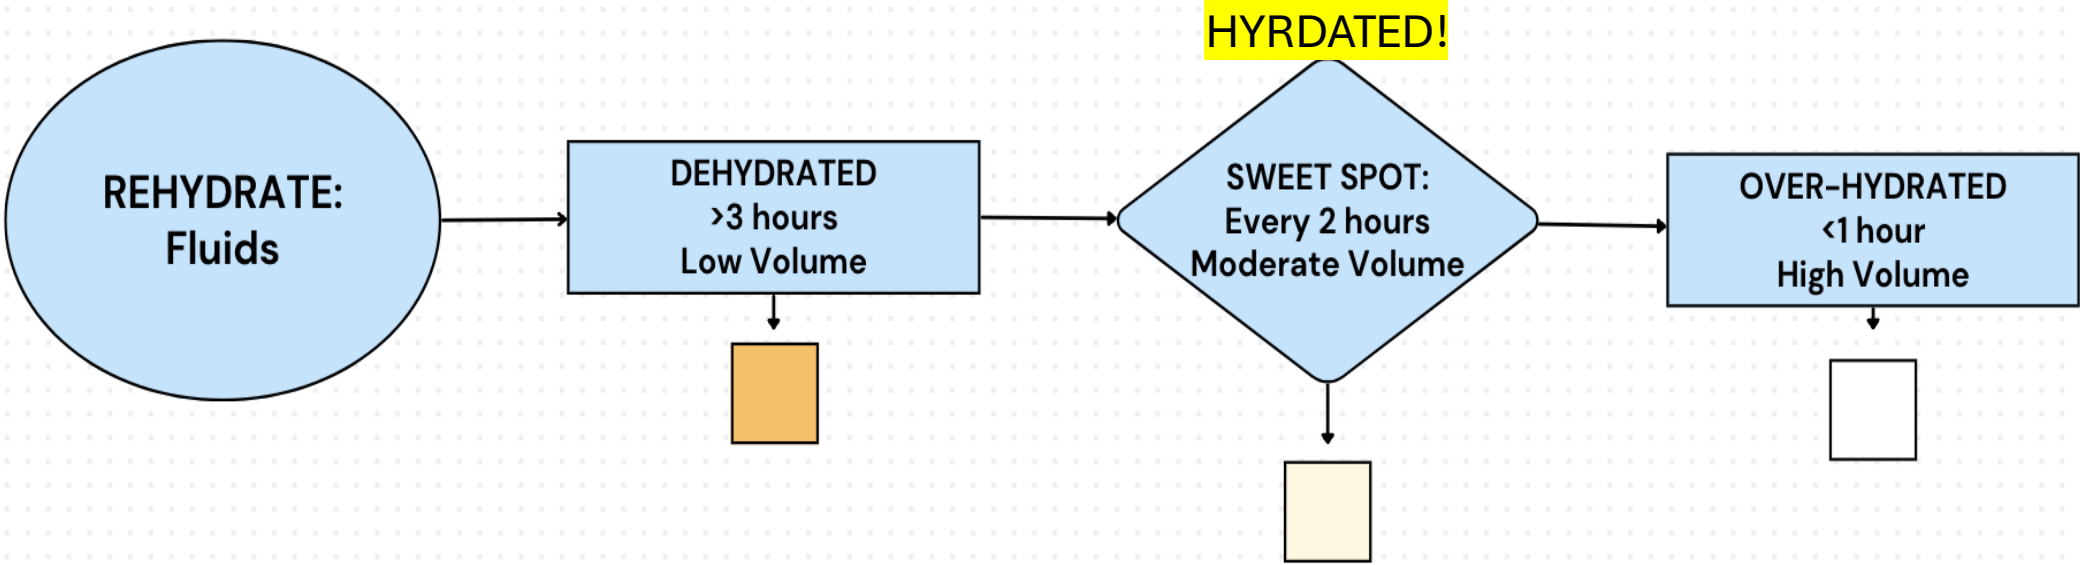 HYRDATED!
REHYDRATE:
Fluids
DEHYDRATED
>3 hours
Low Volume
SWEET SPOT:
Every 2 hours
Moderate Volume
OVER-HYDRATED
<1 hour
High Volume